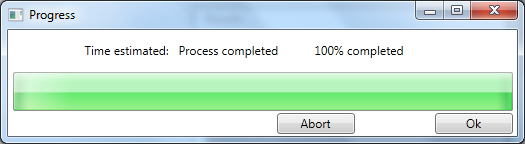 Progress
Time estimated: Process completed 100% completed
Abort Ok